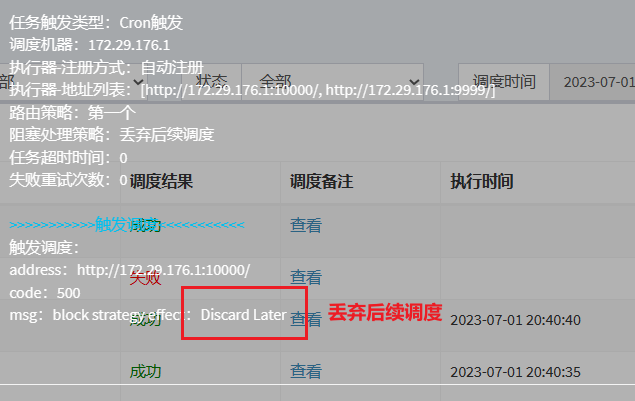 任务触发类型：Cron触发
调度机器：172.29.176.1
执行器-注册方式：自动注册
部 状态 全部 调度时间 2023-07-01
执行器-地址列表：[http://172.29.176.1:10000/, http://172.29.176.1:9999/]
路由策略：第一个
阻塞处理策略：丢弃后续调度
任务超时时间：0
失败重试次数：0
调度结果 调度备注 执行时间
>>>>>>>>>>>触发调度<<<<<<<<<<<
成功 查看
触发调度：
address：http://172.29.176.1:10000/
失败 查看
code：500
msg：block strategy effect：Discard Later
丢弃后续调度
成功 查看 2023-07-01 20:40:40
成功 查看 2023-07-01 20:40:35